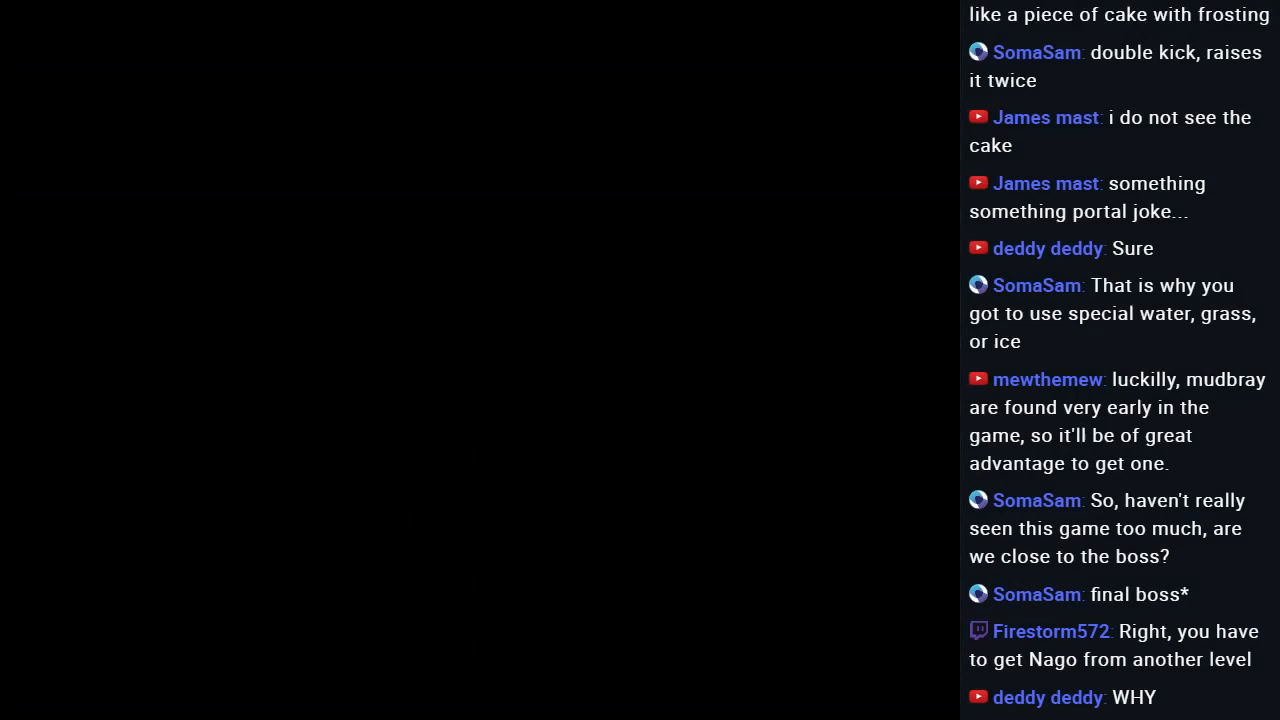 like a piece of cake with frosting
SomaSam: double kick, raises
it twice
James mast: i do not see the
cake
James mast: something
something portal joke...
deddy deddy: Sure
SomaSam: That is why you
got to use special water, grass,
or ice
mewthemew: luckilly, mudbray
are found very early in the
game, so it'll be of great
advantage to get one.
SomaSam: So, haven't really
seen this game too much, are
we close to the boss?
SomaSam: final boss*
Firestorm572: Right, you have
to get Nago from another level
deddy deddy: WHY